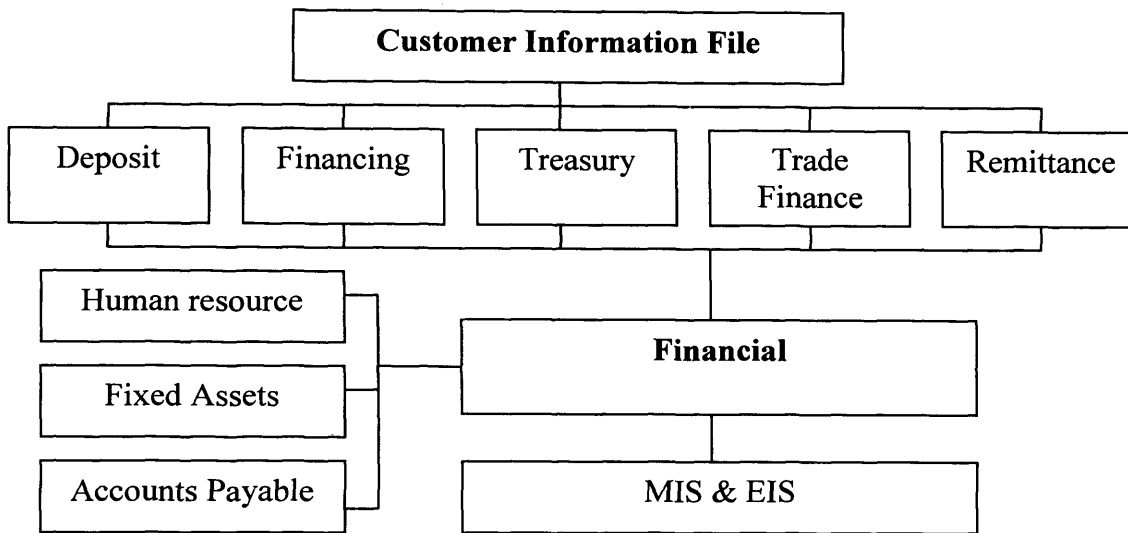 Customer Information File
Deposit
Financing
Treasury
Trade
Finance
Remittance
Human resource
Financial
Fixed Assets
Accounts Payable
MIS & EIS